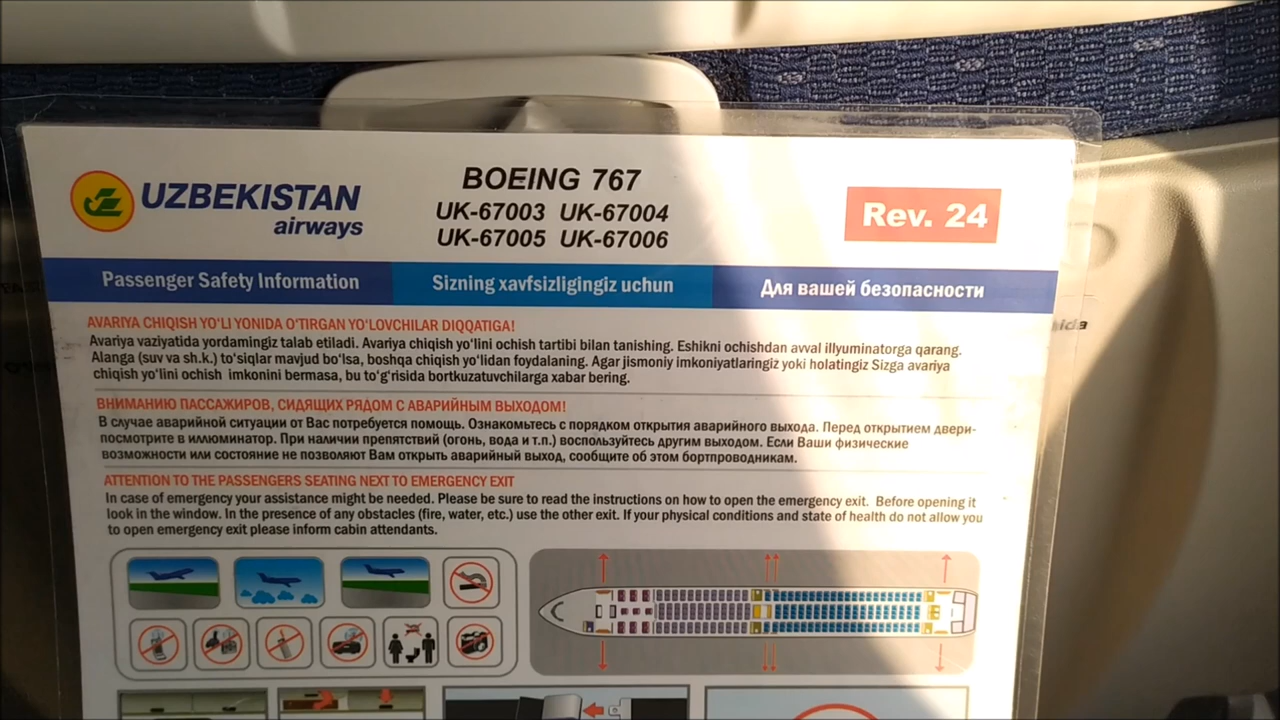 UZBEKISTAN
airways
BOEING 767
UK-67003 UK-67004
UK-67005 UK-67006
Rev. 24
Passenger Safety Information
Sizning xavfsizligingiz uchun
Для вашей безопасности
AVARIYA CHIQISH YO‘LI YONIDA O‘TIRGAN YO‘LOVCHILAR DIQQATIGA!
Avariya vaziyatida yordamingiz talab etiladi. Avariya chiqish yo‘lini ochish tartibi bilan tanishing. Eshikni ochishdan avval illyuminatorga qarang.
Alanga (suv va sh.k.) to‘siqlar mavjud bo‘lsa, boshqa chiqish yo‘lidan foydalaning. Agar jismoniy imkoniyatlaringiz yoki holatingiz Sizga avariya
chiqish yo‘lini ochish imkonini bermasa, bu to‘g‘risida bortkuzatuvchilarga xabar bering.
ВНИМАНИЮ ПАССАЖИРОВ, СИДЯЩИХ РЯДОМ С АВАРИЙНЫМ ВЫХОДОМ!
В случае аварийной ситуации от Вас потребуется помощь. Ознакомьтесь с порядком открытия аварийного выхода. Перед открытием двери-
посмотрите в иллюминатор. При наличии препятствий (огонь, вода и т.п.) воспользуйтесь другим выходом. Если Ваши физические
возможности или состояние не позволяют Вам открыть аварийный выход, сообщите об этом бортпроводникам.
ATTENTION TO THE PASSENGERS SEATING NEXT TO EMERGENCY EXIT
In case of emergency your assistance might be needed. Please be sure to read the instructions on how to open the emergency exit. Before opening it
look in the window. In the presence of any obstacles (fire, water, etc.) use the other exit. If your physical conditions and state of health do not allow you
to open emergency exit please inform cabin attendants.